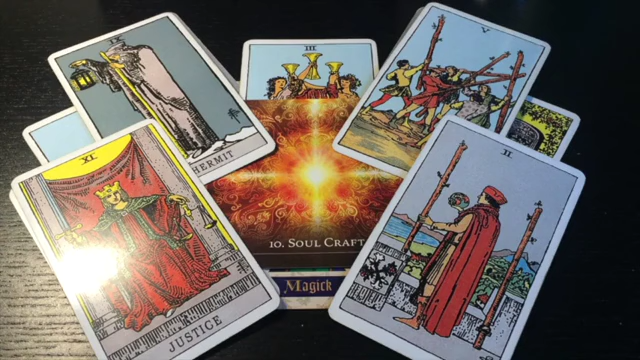 III
V
HERMIT
XI
II
10. SOUL CRAFT
Magick
JUSTICE